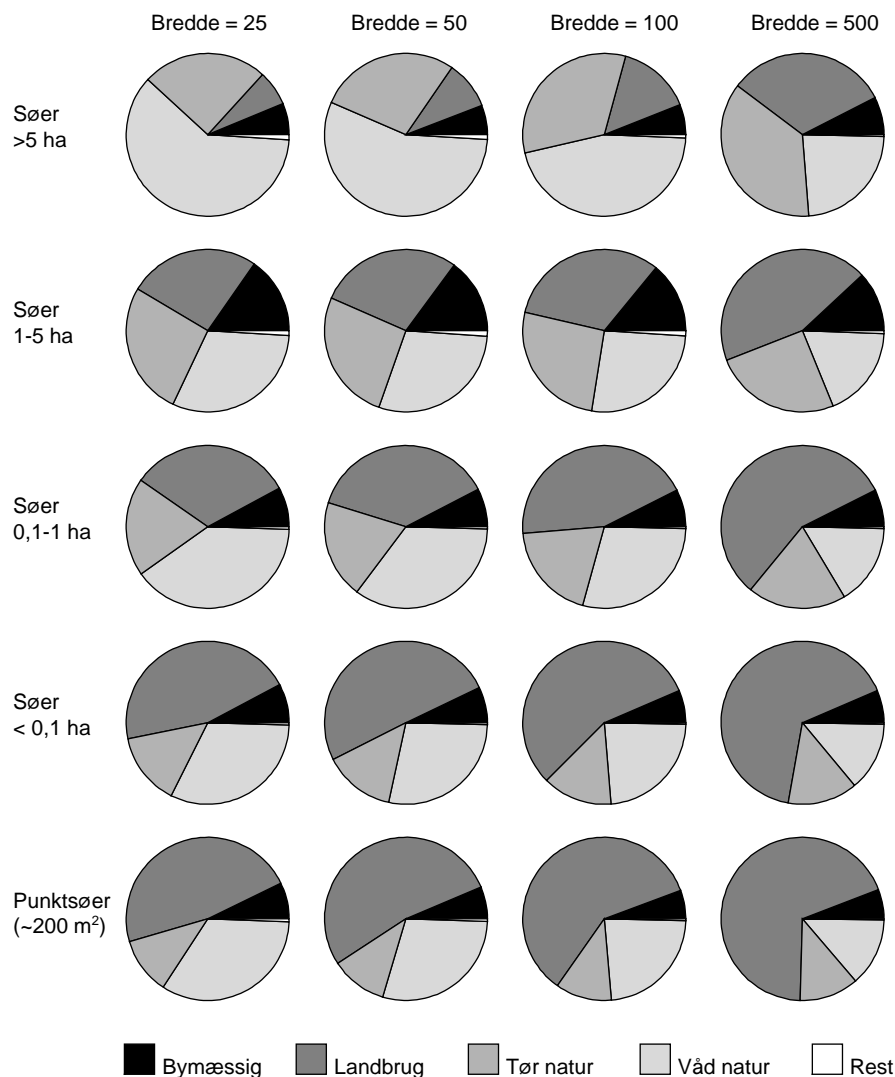 Bredde = 25 Bredde = 50 Bredde = 100 Bredde = 500
Søer
>5 ha
Søer
1-5 ha
Søer
0,1-1 ha
Søer
< 0,1 ha
Punktsøer
(~200 m²)
Bymæssig Landbrug Tør natur Våd natur Rest